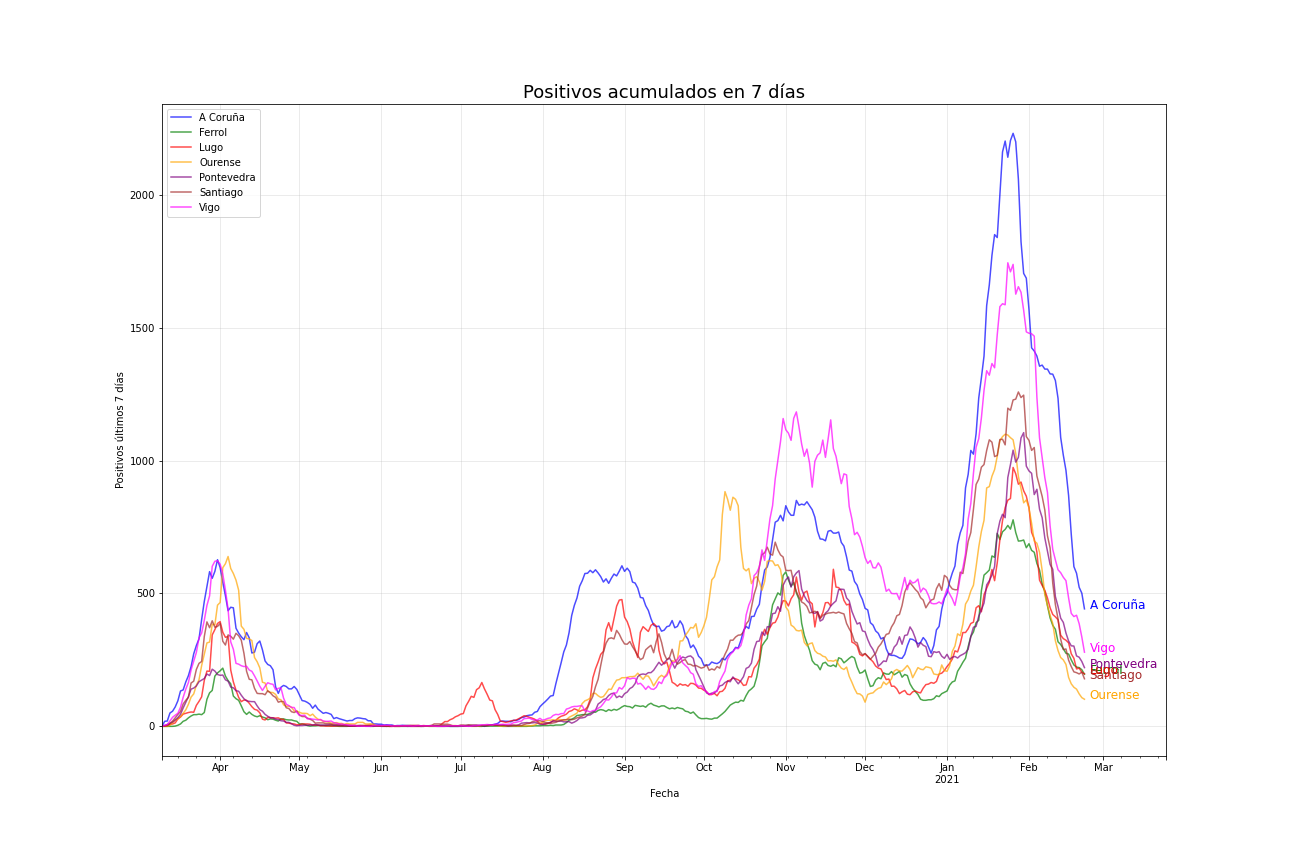 Positivos acumulados en 7 días
A Coruña
Ferrol
Lugo
Ourense
Pontevedra
Santiago
Vigo
Positivos últimos 7 días
2000
1500
1000
500
0
A Coruña
Vigo
Pontevedra
Santiago
Ourense
Apr
May
Jun
Jul
Aug
Sep
Oct
Nov
Dec
Jan
Feb
Mar
2021
Fecha